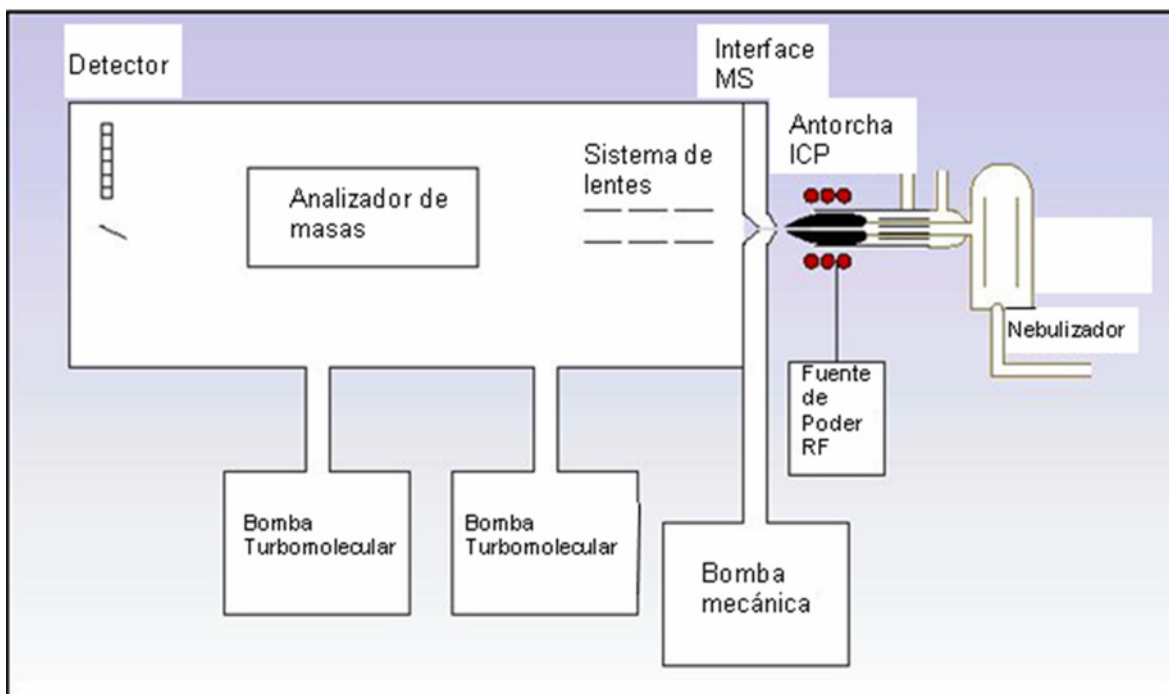 Detector
Interface
MS
Antorcha
ICP
Sistema de
lentes
Analizador de
masas
Nebulizador
Fuente
de
Poder
RF
Bomba
Turbomolecular
Bomba
Turbomolecular
Bomba
mecánica